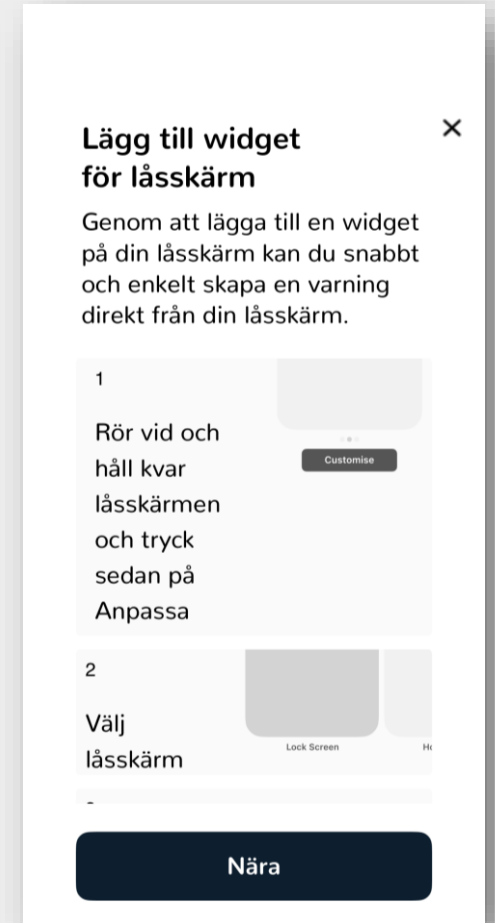 Lägg till widget
för låsskärm
Genom att lägga till en widget
på din låsskärm kan du snabbt
och enkelt skapa en varning
direkt från din låsskärm.
1
Rör vid och
håll kvar
låsskärmen
och tryck
sedan på
Anpassa
Customise
2
Välj
låsskärm
Lock Screen
Nära